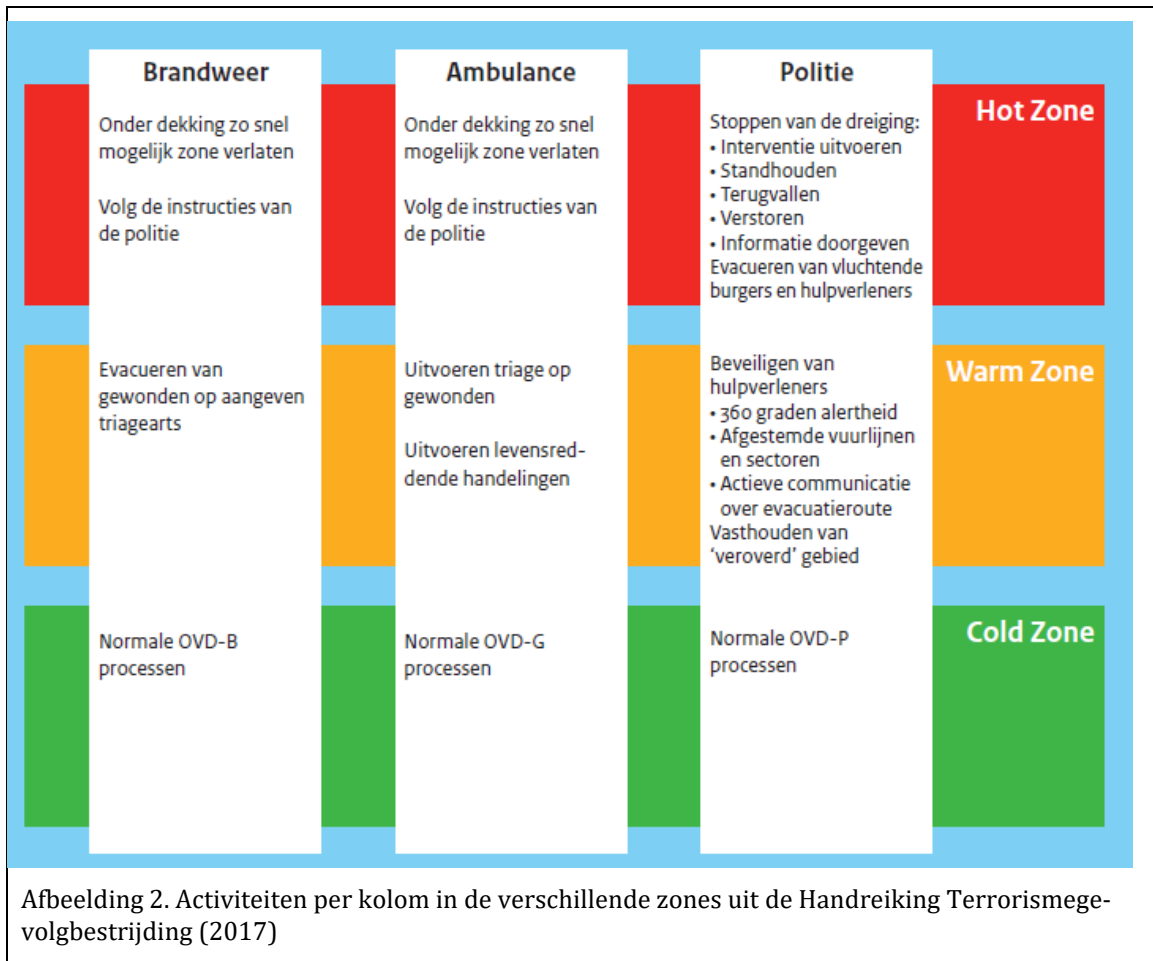 Brandweer
Onder dekking zo snel
mogelijk zone verlaten
Volg de instructies van
de politie
Evacueren van
gewonden op aangeven
triagearts
Normale OVD-B
processen
Ambulance
Onder dekking zo snel
mogelijk zone verlaten
Volg de instructies van
de politie
Uitvoeren triage op
gewonden
Uitvoeren levensred-
dende handelingen
Normale OVD-G
processen
Politie
Stoppen van de dreiging:
• Interventie uitvoeren
• Standhouden
• Terugvallen
• Verstoren
• Informatie doorgeven
Evacueren van vluchtende
burgers en hulpverleners
Beveiligen van
hulpverleners
• 360 graden alertheid
• Afgestemde vuurlijnen
en sectoren
• Actieve communicatie
over evacuatieroute
Vasthouden van
‘veroverd’ gebied
Normale OVD-P
processen
Hot Zone
Warm Zone
Cold Zone
Afbeelding 2. Activiteiten per kolom in de verschillende zones uit de Handreiking Terrorismege-
volgbestrijding (2017)